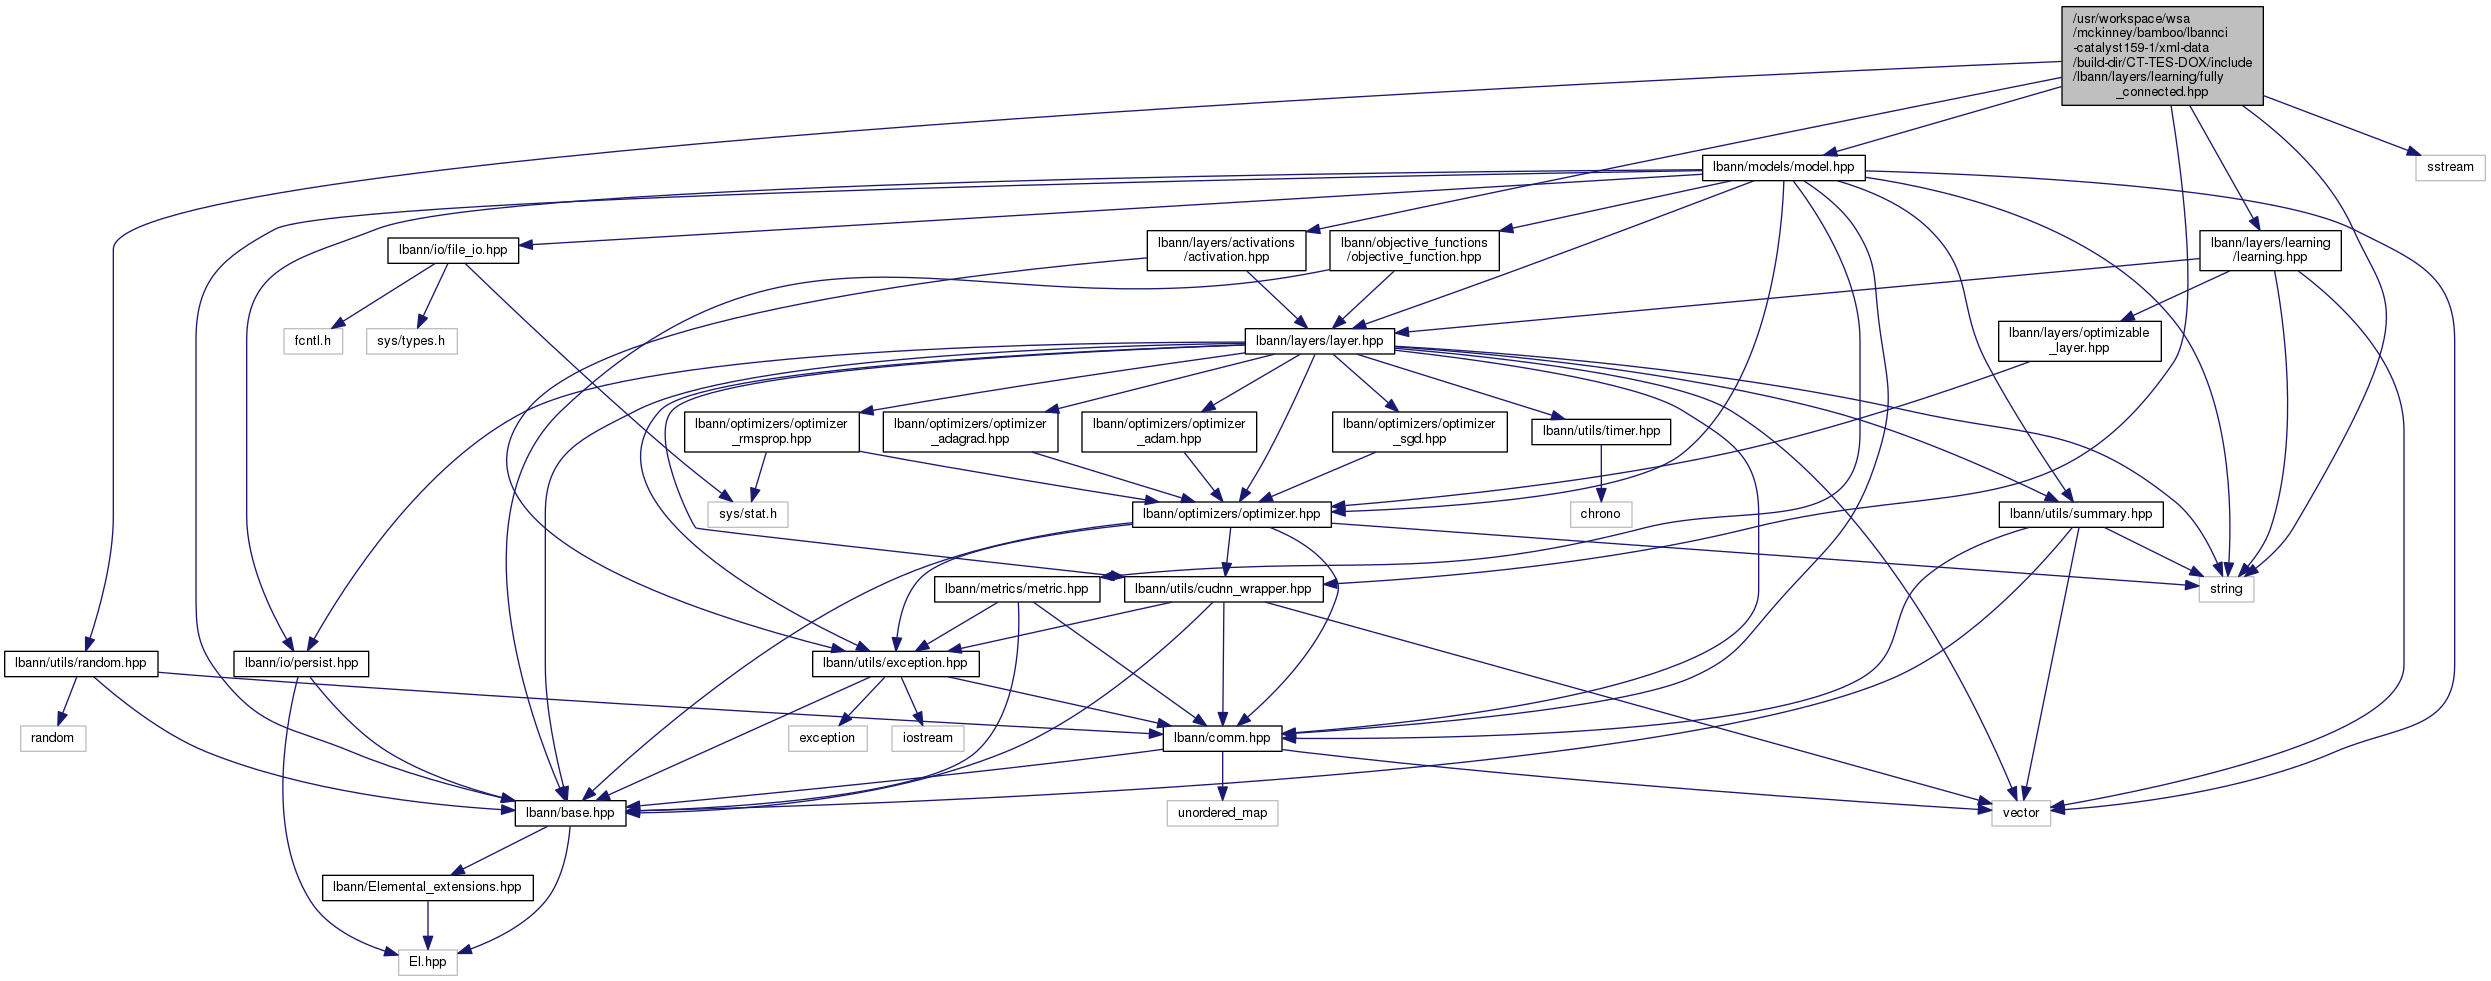 /usr/workspace/wsa
/mckinney/bamboo/lbannci
-catalyst159-1/xml-data
/build-dir/CT-TES-DOX/include
/lbann/layers/learning/fully
_connected.hpp
lbann/models/model.hpp
sstream
lbann/io/file_io.hpp
lbann/layers/activations
/activation.hpp
lbann/objective_functions
/objective_function.hpp
lbann/layers/learning
/learning.hpp
fcntl.h
sys/types.h
lbann/layers/layer.hpp
lbann/layers/optimizable
_layer.hpp
lbann/optimizers/optimizer
_rmsprop.hpp
lbann/optimizers/optimizer
_adagrad.hpp
lbann/optimizers/optimizer
_adam.hpp
lbann/optimizers/optimizer
_sgd.hpp
lbann/utils/timer.hpp
sys/stat.h
lbann/optimizers/optimizer.hpp
chrono
lbann/utils/summary.hpp
lbann/metrics/metric.hpp
lbann/utils/cudnn_wrapper.hpp
string
lbann/utils/random.hpp
lbann/io/persist.hpp
lbann/utils/exception.hpp
random
exception
iostream
lbann/comm.hpp
lbann/base.hpp
unordered_map
vector
lbann/Elemental_extensions.hpp
El.hpp